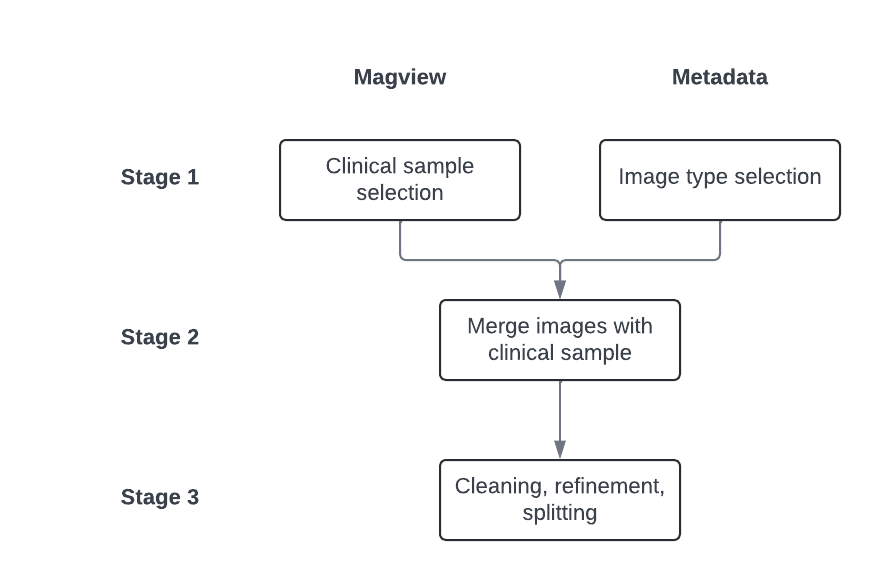 Magview
Metadata
Stage 1
Clinical sample
selection
Image type selection
Stage 2
Merge images with
clinical sample
Stage 3
Cleaning, refinement,
splitting